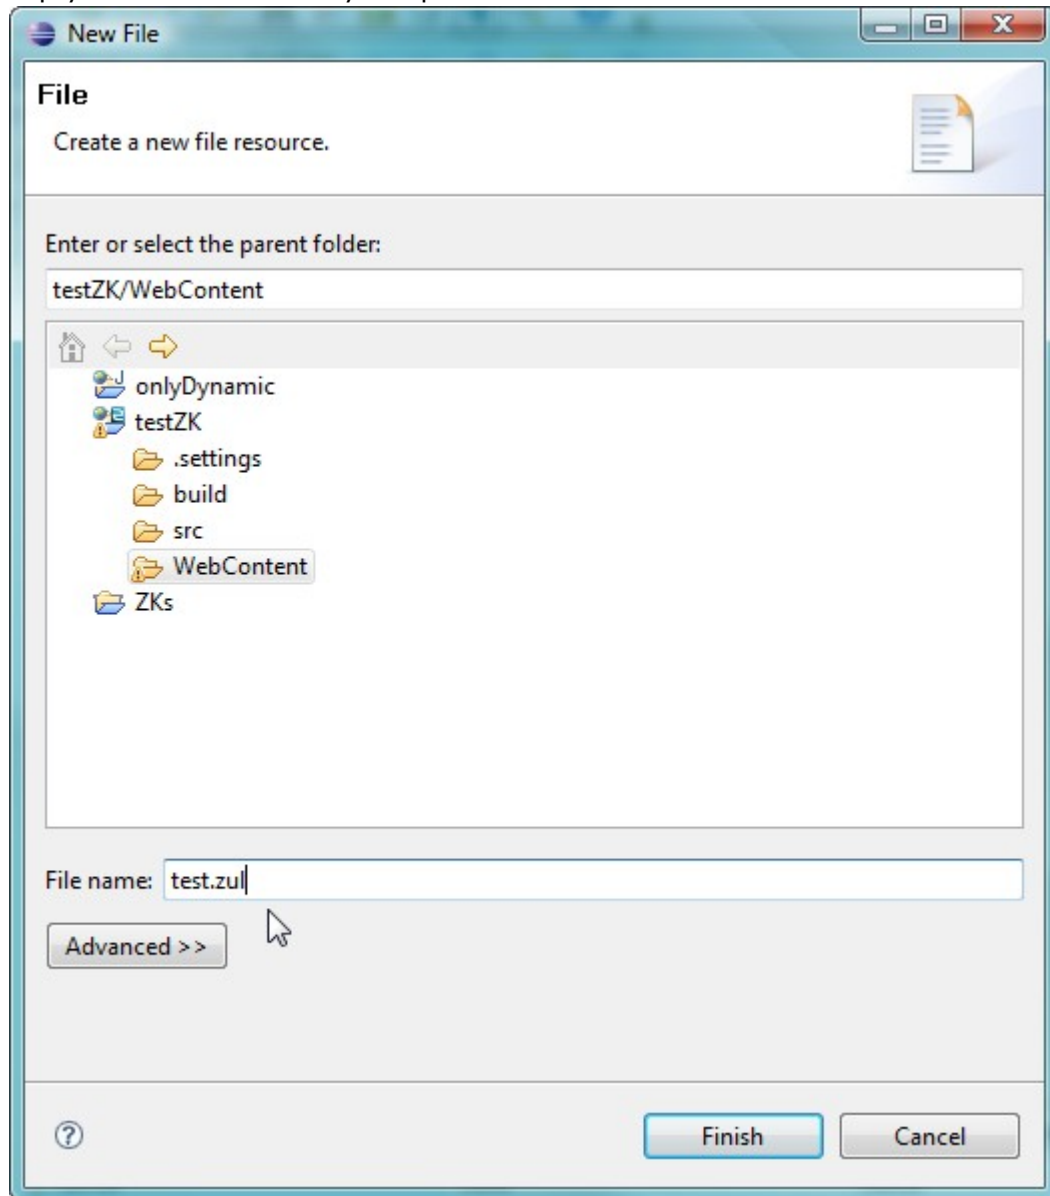 New File
File
Create a new file resource.
Enter or select the parent folder:
testZK/WebContent
onlyDynamic
testZK
.settings
build
src
WebContent
ZKs
File name: test.zul
Advanced >>
Finish Cancel